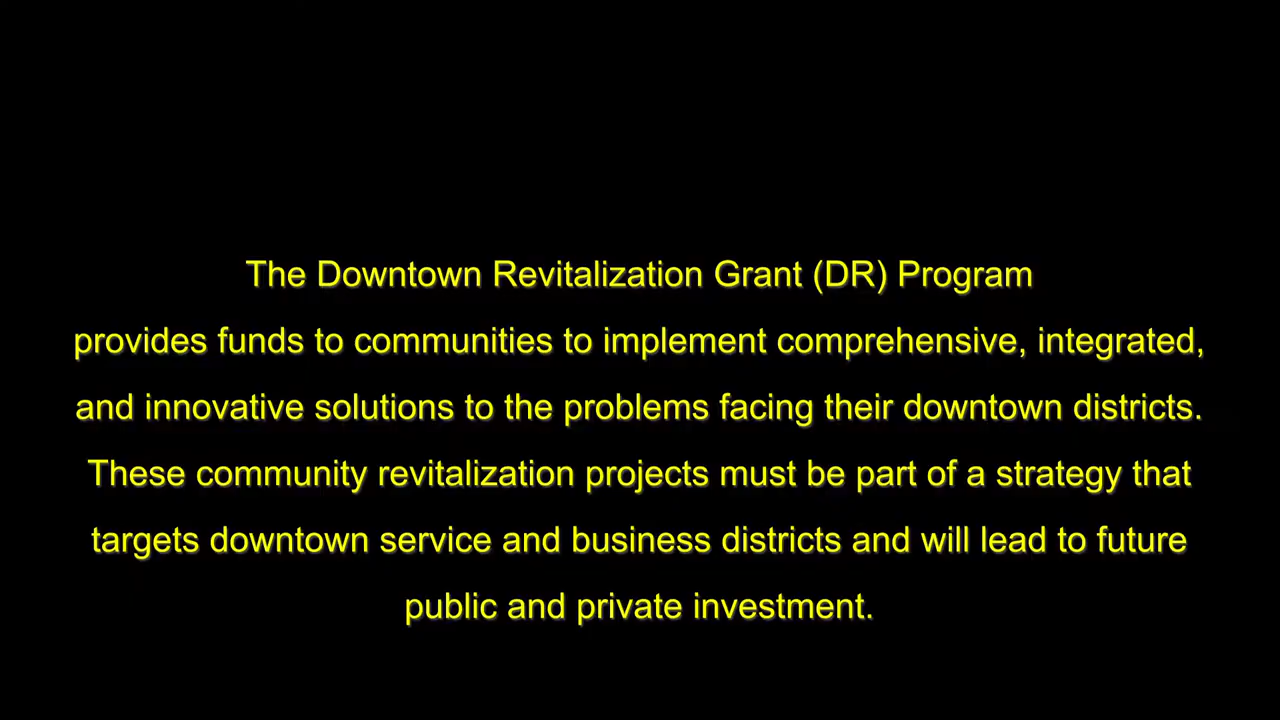 The Downtown Revitalization Grant (DR) Program
provides funds to communities to implement comprehensive, integrated,
and innovative solutions to the problems facing their downtown districts.
These community revitalization projects must be part of a strategy that
targets downtown service and business districts and will lead to future
public and private investment.